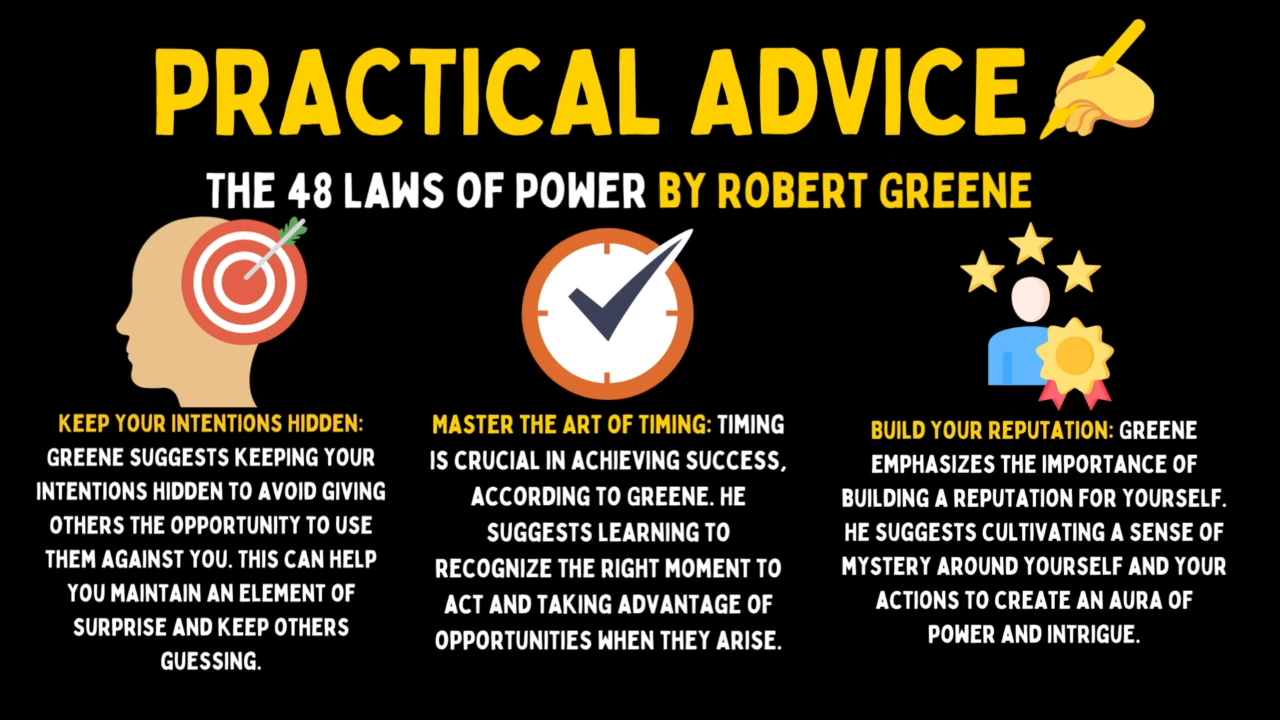 PRACTICAL ADVICE
THE 48 LAWS OF POWER BY ROBERT GREENE
KEEP YOUR INTENTIONS HIDDEN:
GREENE SUGGESTS KEEPING YOUR
INTENTIONS HIDDEN TO AVOID GIVING
OTHERS THE OPPORTUNITY TO USE
THEM AGAINST YOU. THIS CAN HELP
YOU MAINTAIN AN ELEMENT OF
SURPRISE AND KEEP OTHERS
GUESSING.
MASTER THE ART OF TIMING: TIMING
IS CRUCIAL IN ACHIEVING SUCCESS,
ACCORDING TO GREENE. HE
SUGGESTS LEARNING TO
RECOGNIZE THE RIGHT MOMENT TO
ACT AND TAKING ADVANTAGE OF
OPPORTUNITIES WHEN THEY ARISE.
BUILD YOUR REPUTATION: GREENE
EMPHASIZES THE IMPORTANCE OF
BUILDING A REPUTATION FOR YOURSELF.
HE SUGGESTS CULTIVATING A SENSE OF
MYSTERY AROUND YOURSELF AND YOUR
ACTIONS TO CREATE AN AURA OF
POWER AND INTRIGUE.